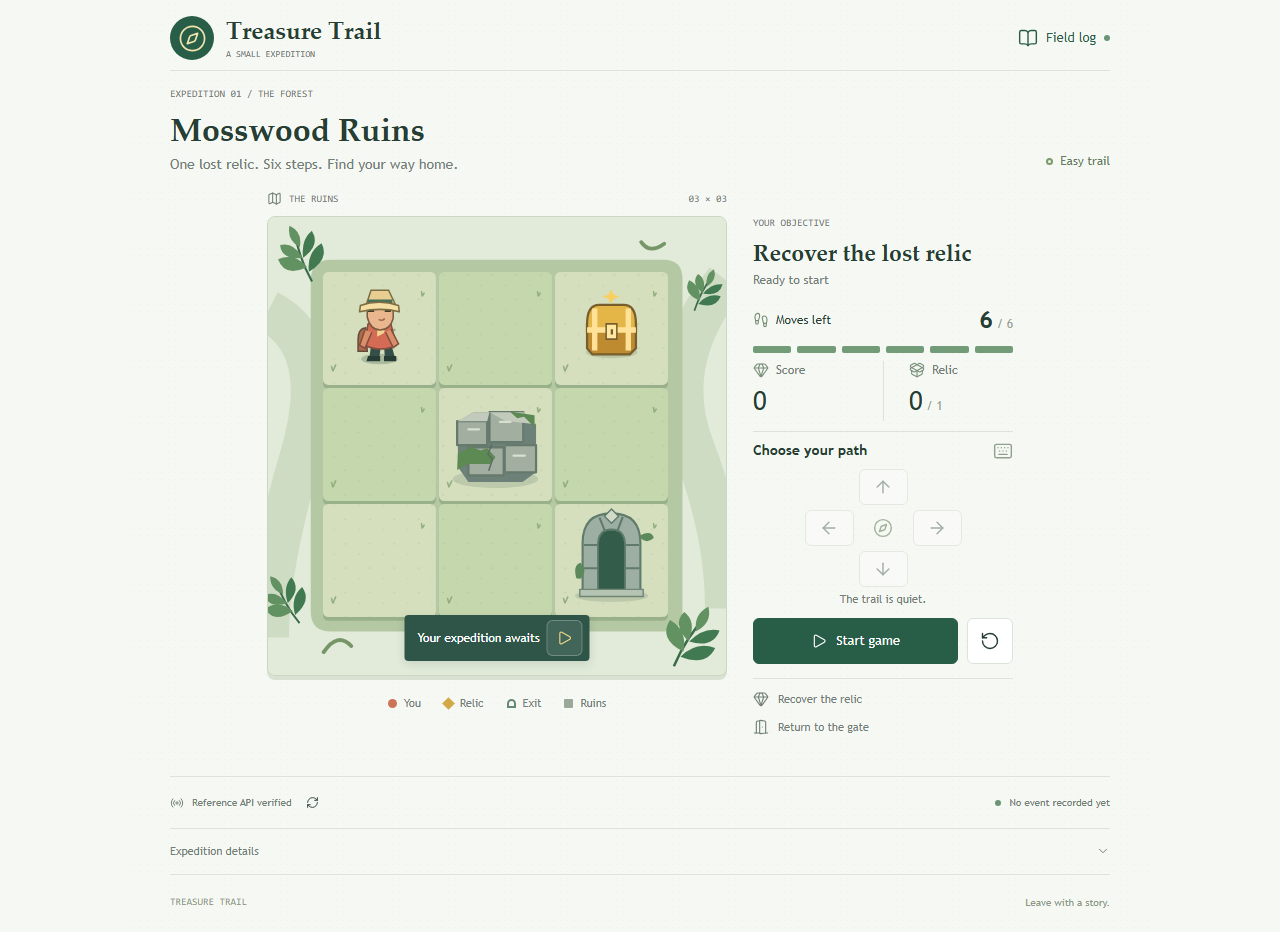 Treasure Trail
A SMALL EXPEDITION
Field log
EXPEDITION 01 / THE FOREST
Mosswood Ruins
One lost relic. Six steps. Find your way home.
Easy trail
THE RUINS
03 × 03
YOUR OBJECTIVE
Recover the lost relic
Ready to start
Moves left
6 / 6
Score
Relic
0
0 / 1
Choose your path
The trail is quiet.
Your expedition awaits
Start game
You
Relic
Exit
Ruins
Recover the relic
Return to the gate
Reference API verified
No event recorded yet
Expedition details
TREASURE TRAIL
Leave with a story.